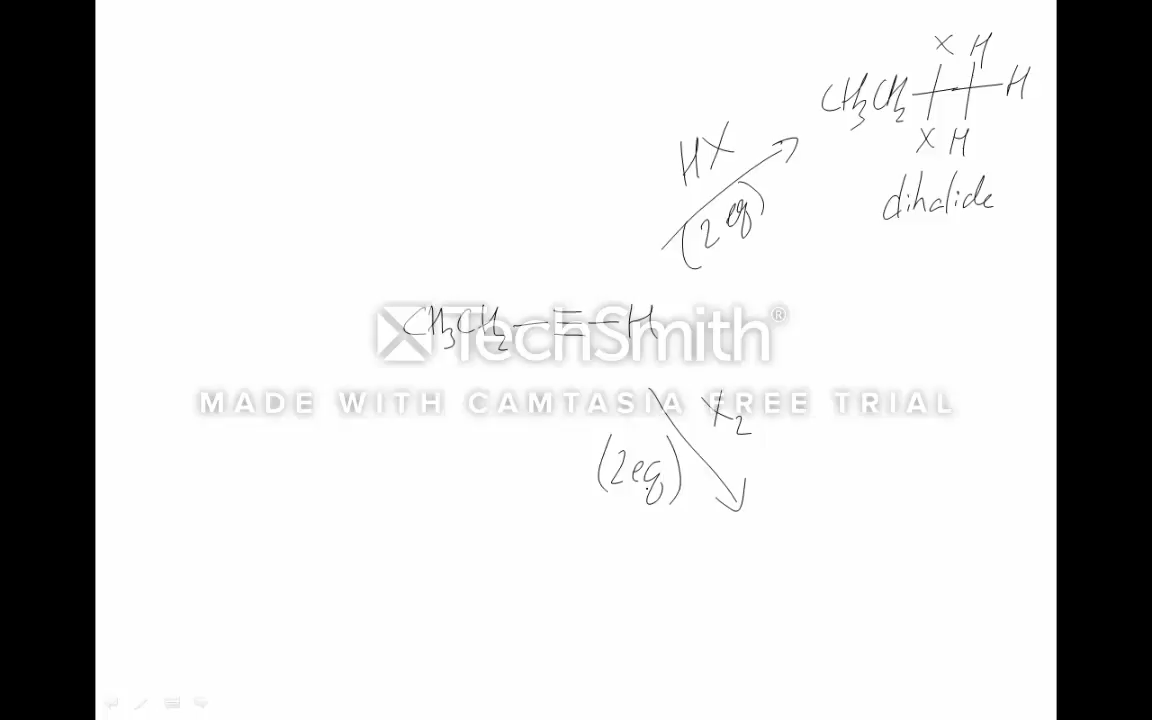 X H
CH3CH2 H
X H
dihalide
HX
(2 eq)
CH3CH2-≡-H
TechSmith®
MADE WITH CAMTASIA FREE TRIAL
X2
(2eq)